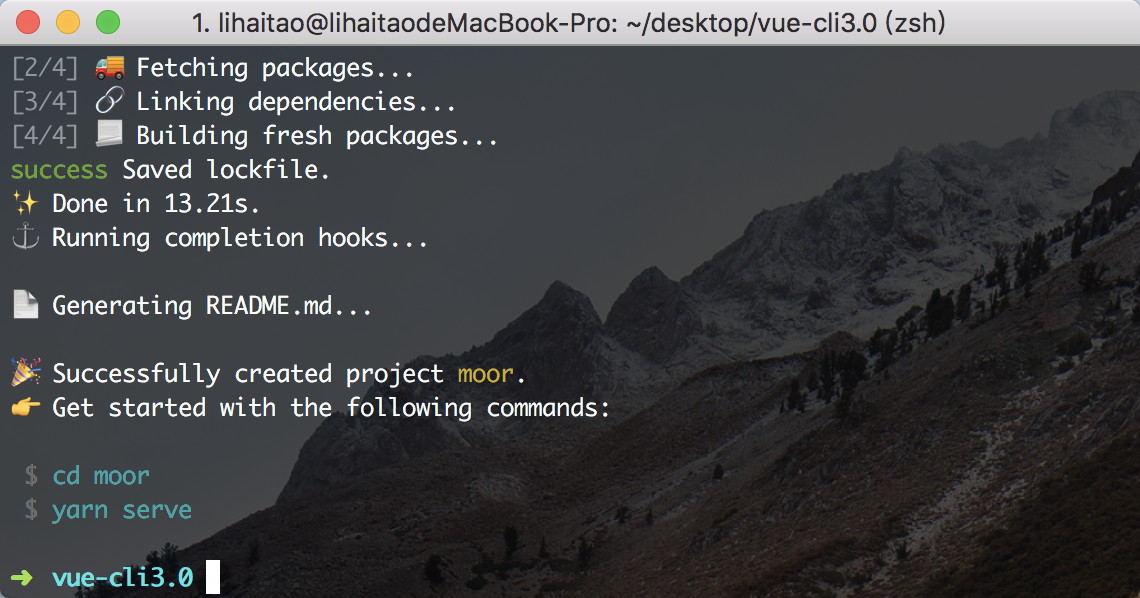 1. lihaitao@lihaitaodeMacBook-Pro: ~/desktop/vue-cli3.0 (zsh)
[2/4] 🚚 Fetching packages...
[3/4] 🔗 Linking dependencies...
[4/4] 📃 Building fresh packages...
success Saved lockfile.
✨ Done in 13.21s.
⚓ Running completion hooks...
📄 Generating README.md...
🎉 Successfully created project moor.
👉 Get started with the following commands:
$ cd moor
$ yarn serve
➜ vue-cli3.0